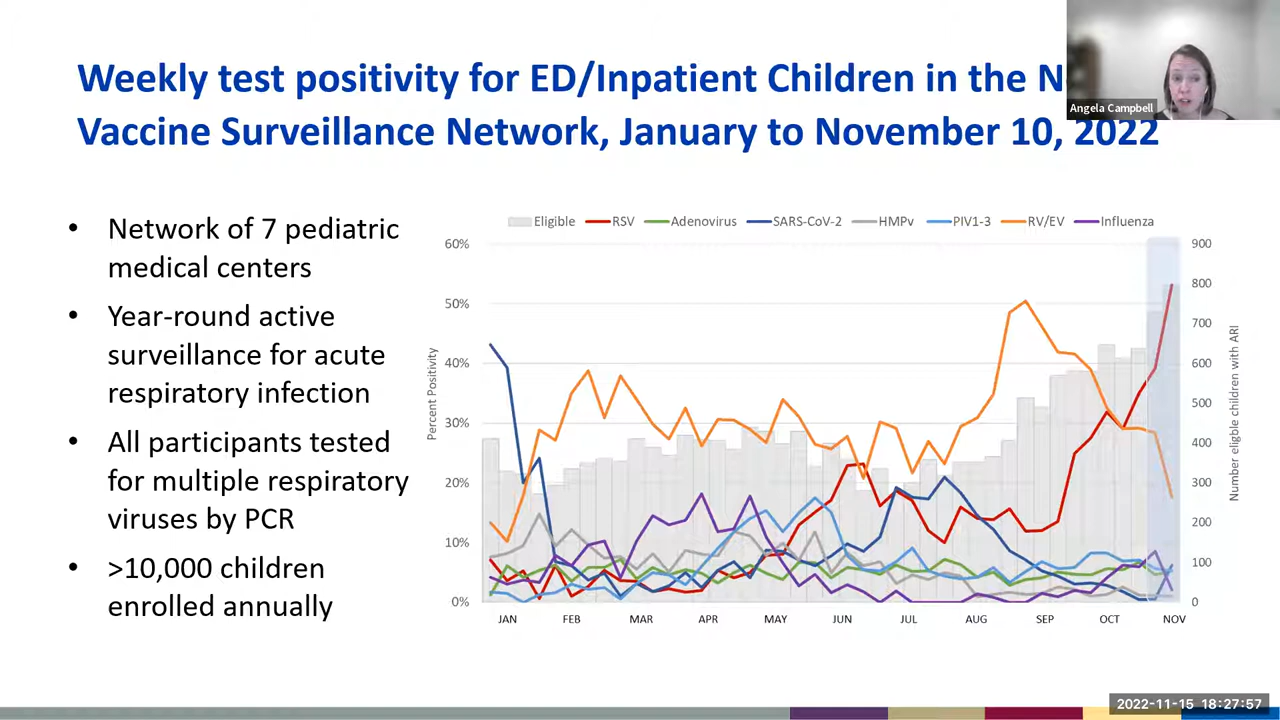 Weekly test positivity for ED/Inpatient Children in the
Vaccine Surveillance Network, January to November 10, 2022
Angela Campbell
• Network of 7 pediatric
medical centers
• Year-round active
surveillance for acute
respiratory infection
• All participants tested
for multiple respiratory
viruses by PCR
• >10,000 children
enrolled annually
Eligible RSV Adenovirus SARS-CoV-2 HMPv PIV1-3 RV/EV Influenza
Percent Positivity
60%
50%
40%
30%
20%
10%
0%
900
800
700
600
500
400
300
200
100
0
Number eligble children with ARI
JAN FEB MAR APR MAY JUN JUL AUG SEP OCT NOV
2022-11-15 18:27:57